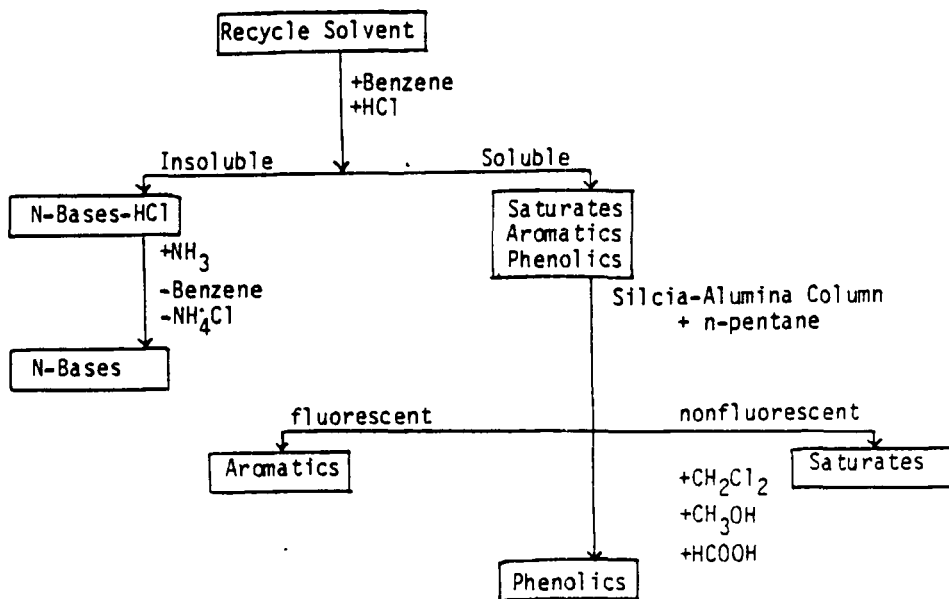 Recycle Solvent
+Benzene
+HCl
Insoluble
Soluble
N-Bases-HCl
Saturates
Aromatics
Phenolics
+NH3
-Benzene
-NH4Cl
N-Bases
Silcia-Alumina Column
+ n-pentane
fluorescent
nonfluorescent
Aromatics
Saturates
+CH2Cl2
+CH3OH
+HCOOH
Phenolics